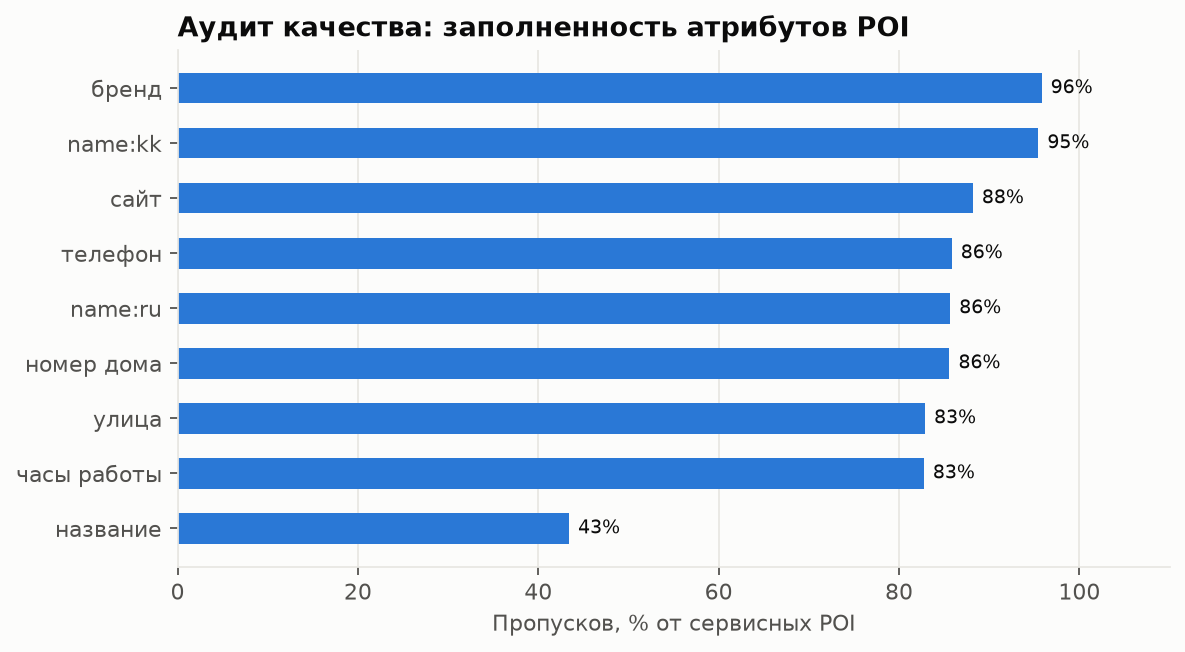 Аудит качества: заполненность атрибутов POI
бренд 96%
name:kk 95%
сайт 88%
телефон 86%
name:ru 86%
номер дома 86%
улица 83%
часы работы 83%
название 43%
0 20 40 60 80 100
Пропусков, % от сервисных POI